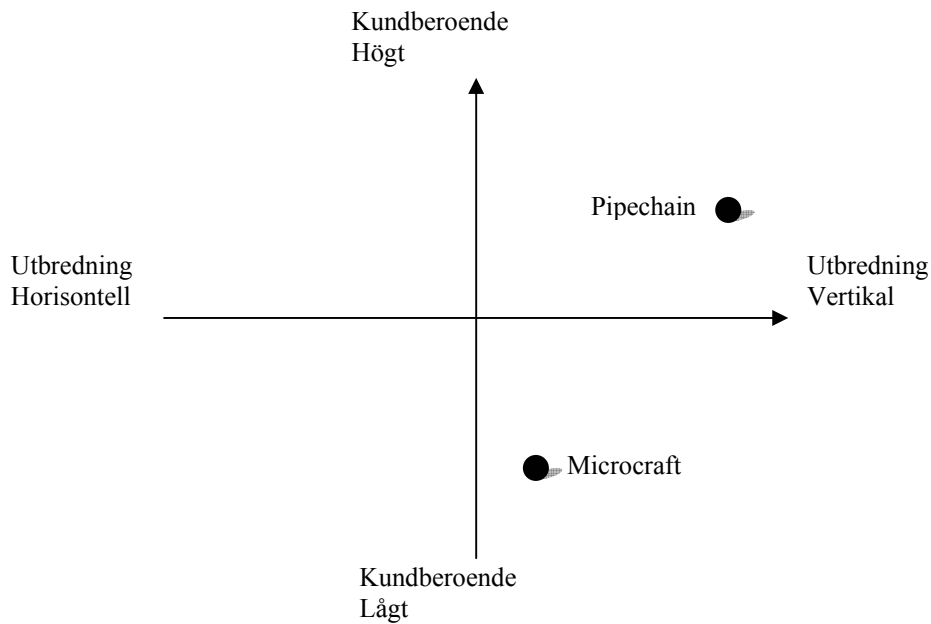 Kundberoende
Högt
Pipechain
Utbredning
Horisontell
Utbredning
Vertikal
Microcraft
Kundberoende
Lågt